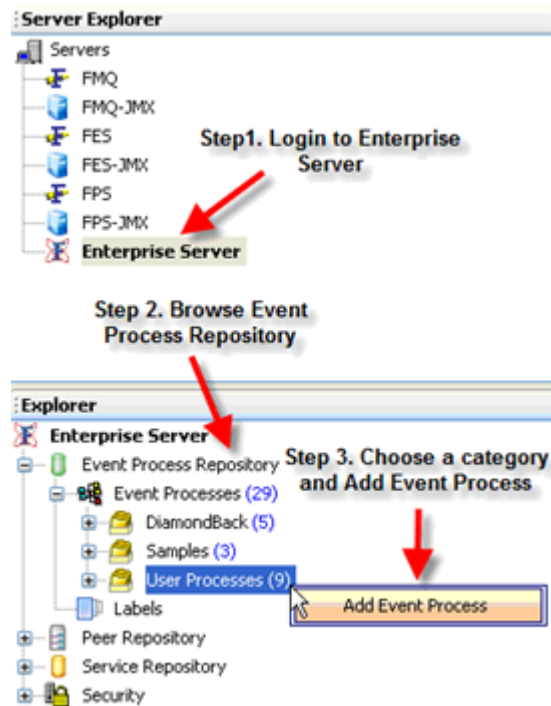 Server Explorer
Servers
FMQ
FMQ-JMX
FES
Step1. Login to Enterprise
Server
FES-JMX
FPS
FPS-JMX
Enterprise Server
Step 2. Browse Event
Process Repository
Explorer
Enterprise Server
Event Process Repository
Step 3. Choose a category
and Add Event Process
Event Processes (29)
DiamondBack (5)
Samples (3)
User Processes (9)
Add Event Process
Labels
Peer Repository
Service Repository
Security